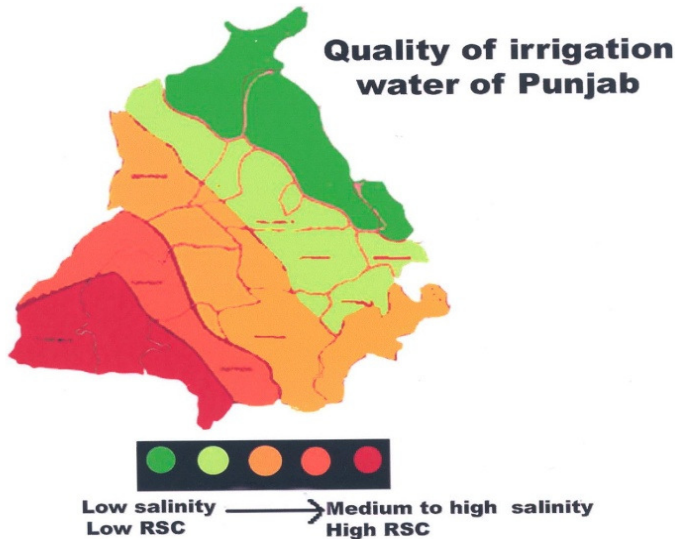 Quality of irrigation
water of Punjab
Low salinity
Low RSC
Medium to high salinity
High RSC